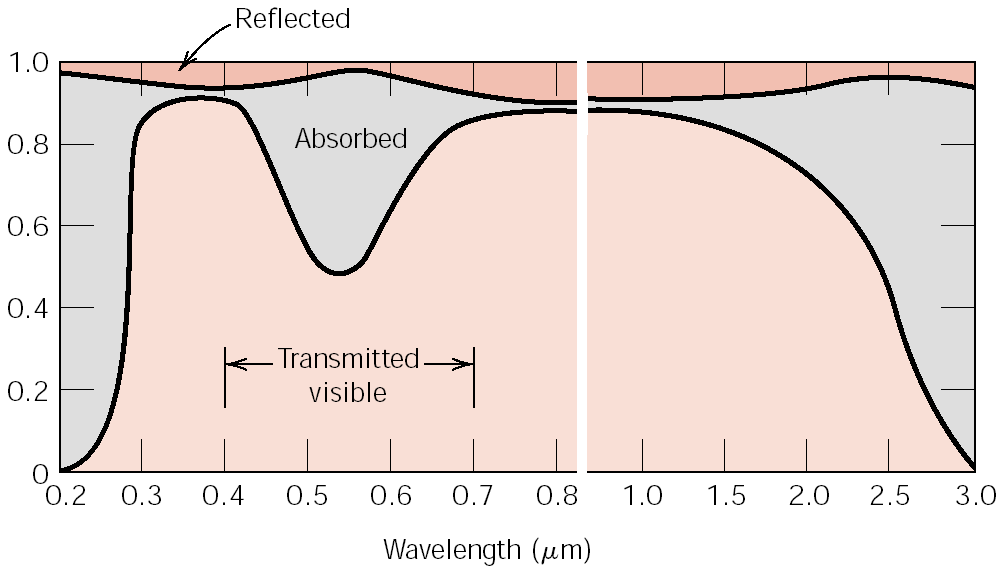 Reflected
1.0
Absorbed
0.8
0.6
0.4
Transmitted
visible
0.2
0
0.2 0.3 0.4 0.5 0.6 0.7 0.8 1.0 1.5 2.0 2.5 3.0
Wavelength (μm)